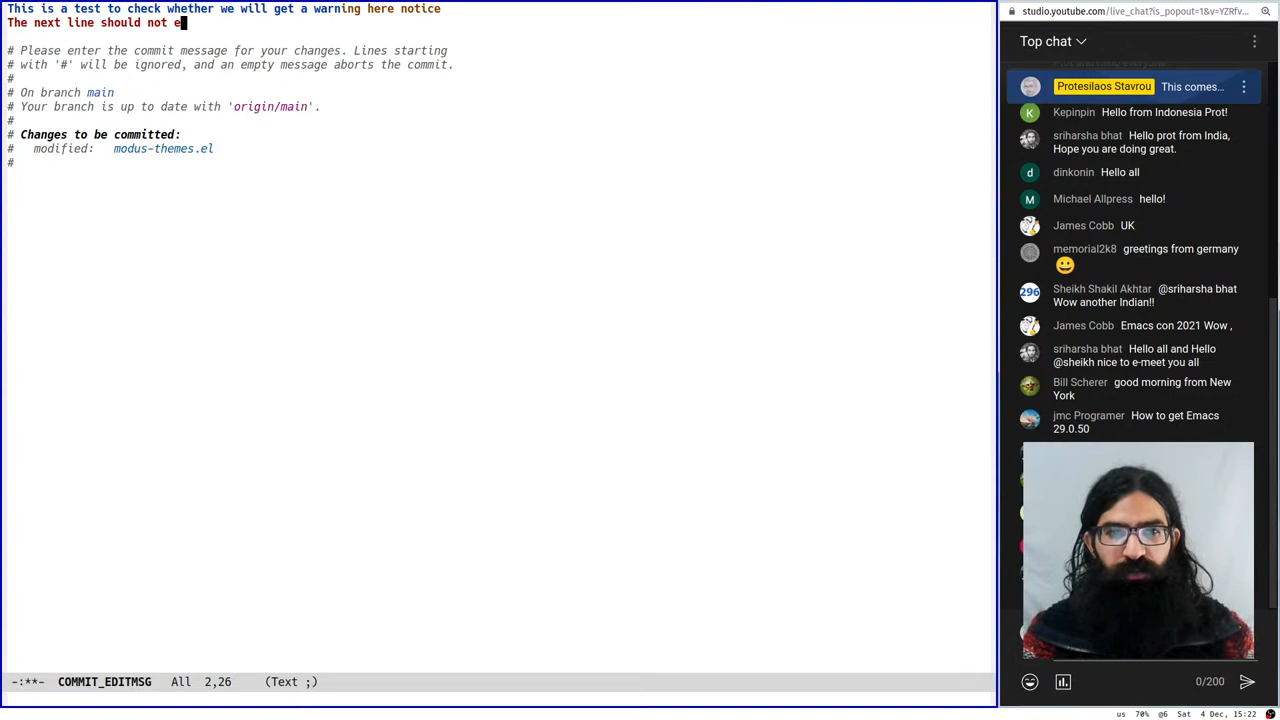 This is a test to check whether we will get a warning here notice
The next line should not e
# Please enter the commit message for your changes. Lines starting
# with '#' will be ignored, and an empty message aborts the commit.
#
# On branch main
# Your branch is up to date with 'origin/main'.
#
# Changes to be committed:
#   modified:   modus-themes.el
#
-:**-  COMMIT_EDITMSG   All  2,26     (Text ;)
studio.youtube.com/live_chat?is_popout=1&v=YZRfv...
Top chat
Protesilaos Stavrou This comes...
K Kepinpin Hello from Indonesia Prot!
sriharsha bhat Hello prot from India,
Hope you are doing great.
d dinkonin Hello all
M Michael Allpress hello!
James Cobb UK
memorial2k8 greetings from germany
😀
296 Sheikh Shakil Akhtar @sriharsha bhat
Wow another Indian!!
James Cobb Emacs con 2021 Wow ,
sriharsha bhat Hello all and Hello
@sheikh nice to e-meet you all
Bill Scherer good morning from New
York
jmc Programer How to get Emacs
29.0.50
0/200
us 70% @6 Sat 4 Dec, 15:22